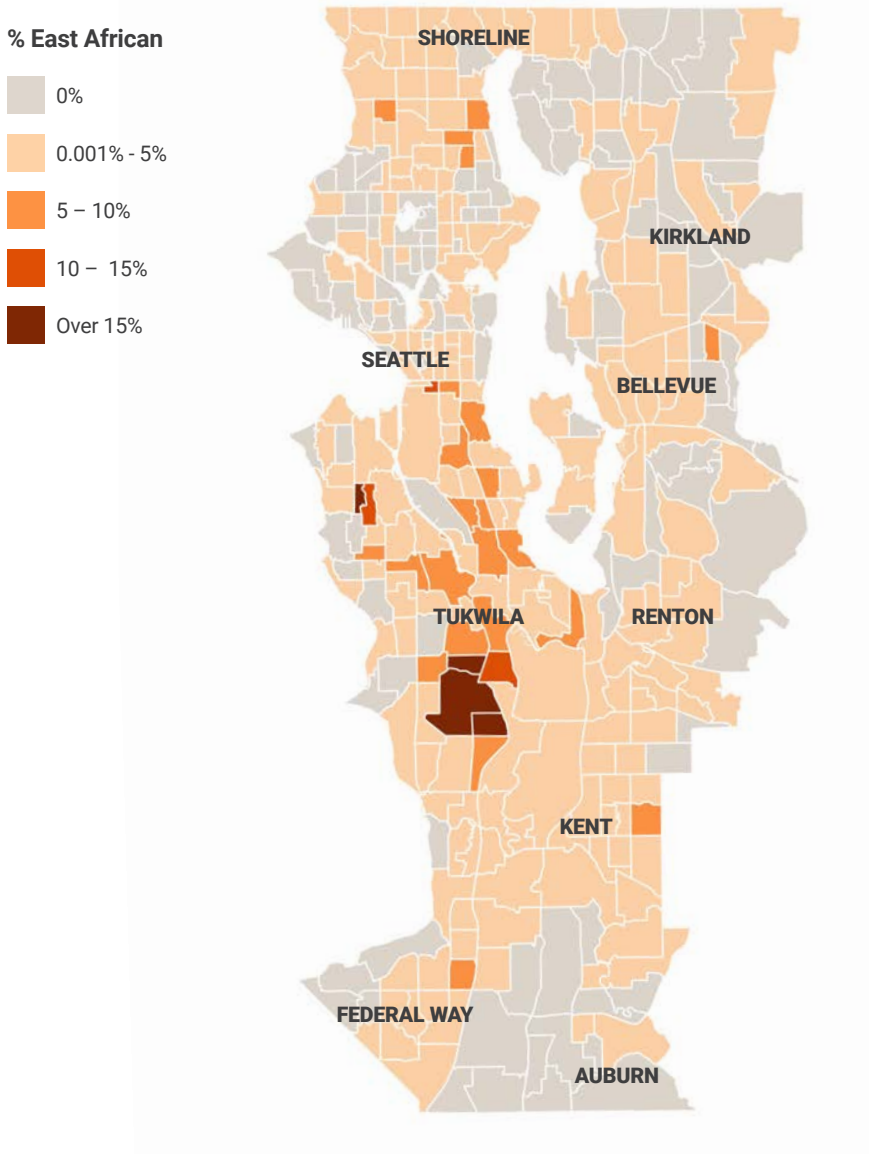 % East African
0%
0.001% - 5%
5 – 10%
10 –  15%
Over 15%
SHORELINE
KIRKLAND
SEATTLE
BELLEVUE
TUKWILA
RENTON
KENT
FEDERAL WAY
AUBURN